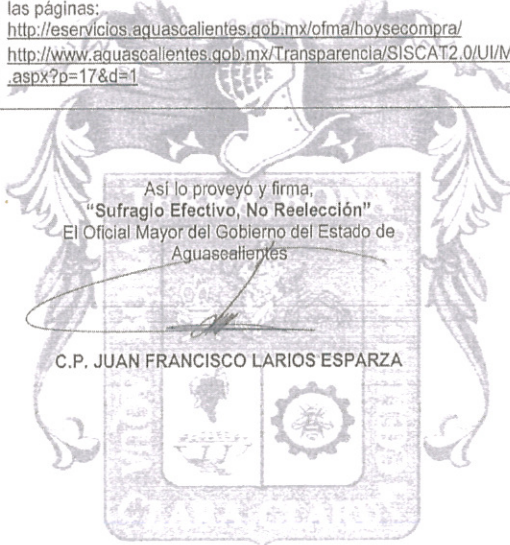 las páginas:
http://eservicios.aguascalientes.gob.mx/ofma/hoysecompra/
http://www.aguascalientes.gob.mx/Transparencia/SISCAT2.0/UI/M
.aspx?p=17&d=1
Así lo proveyó y firma,
"Sufragio Efectivo, No Reelección"
El Oficial Mayor del Gobierno del Estado de
Aguascalientes
C.P. JUAN FRANCISCO LARIOS ESPARZA